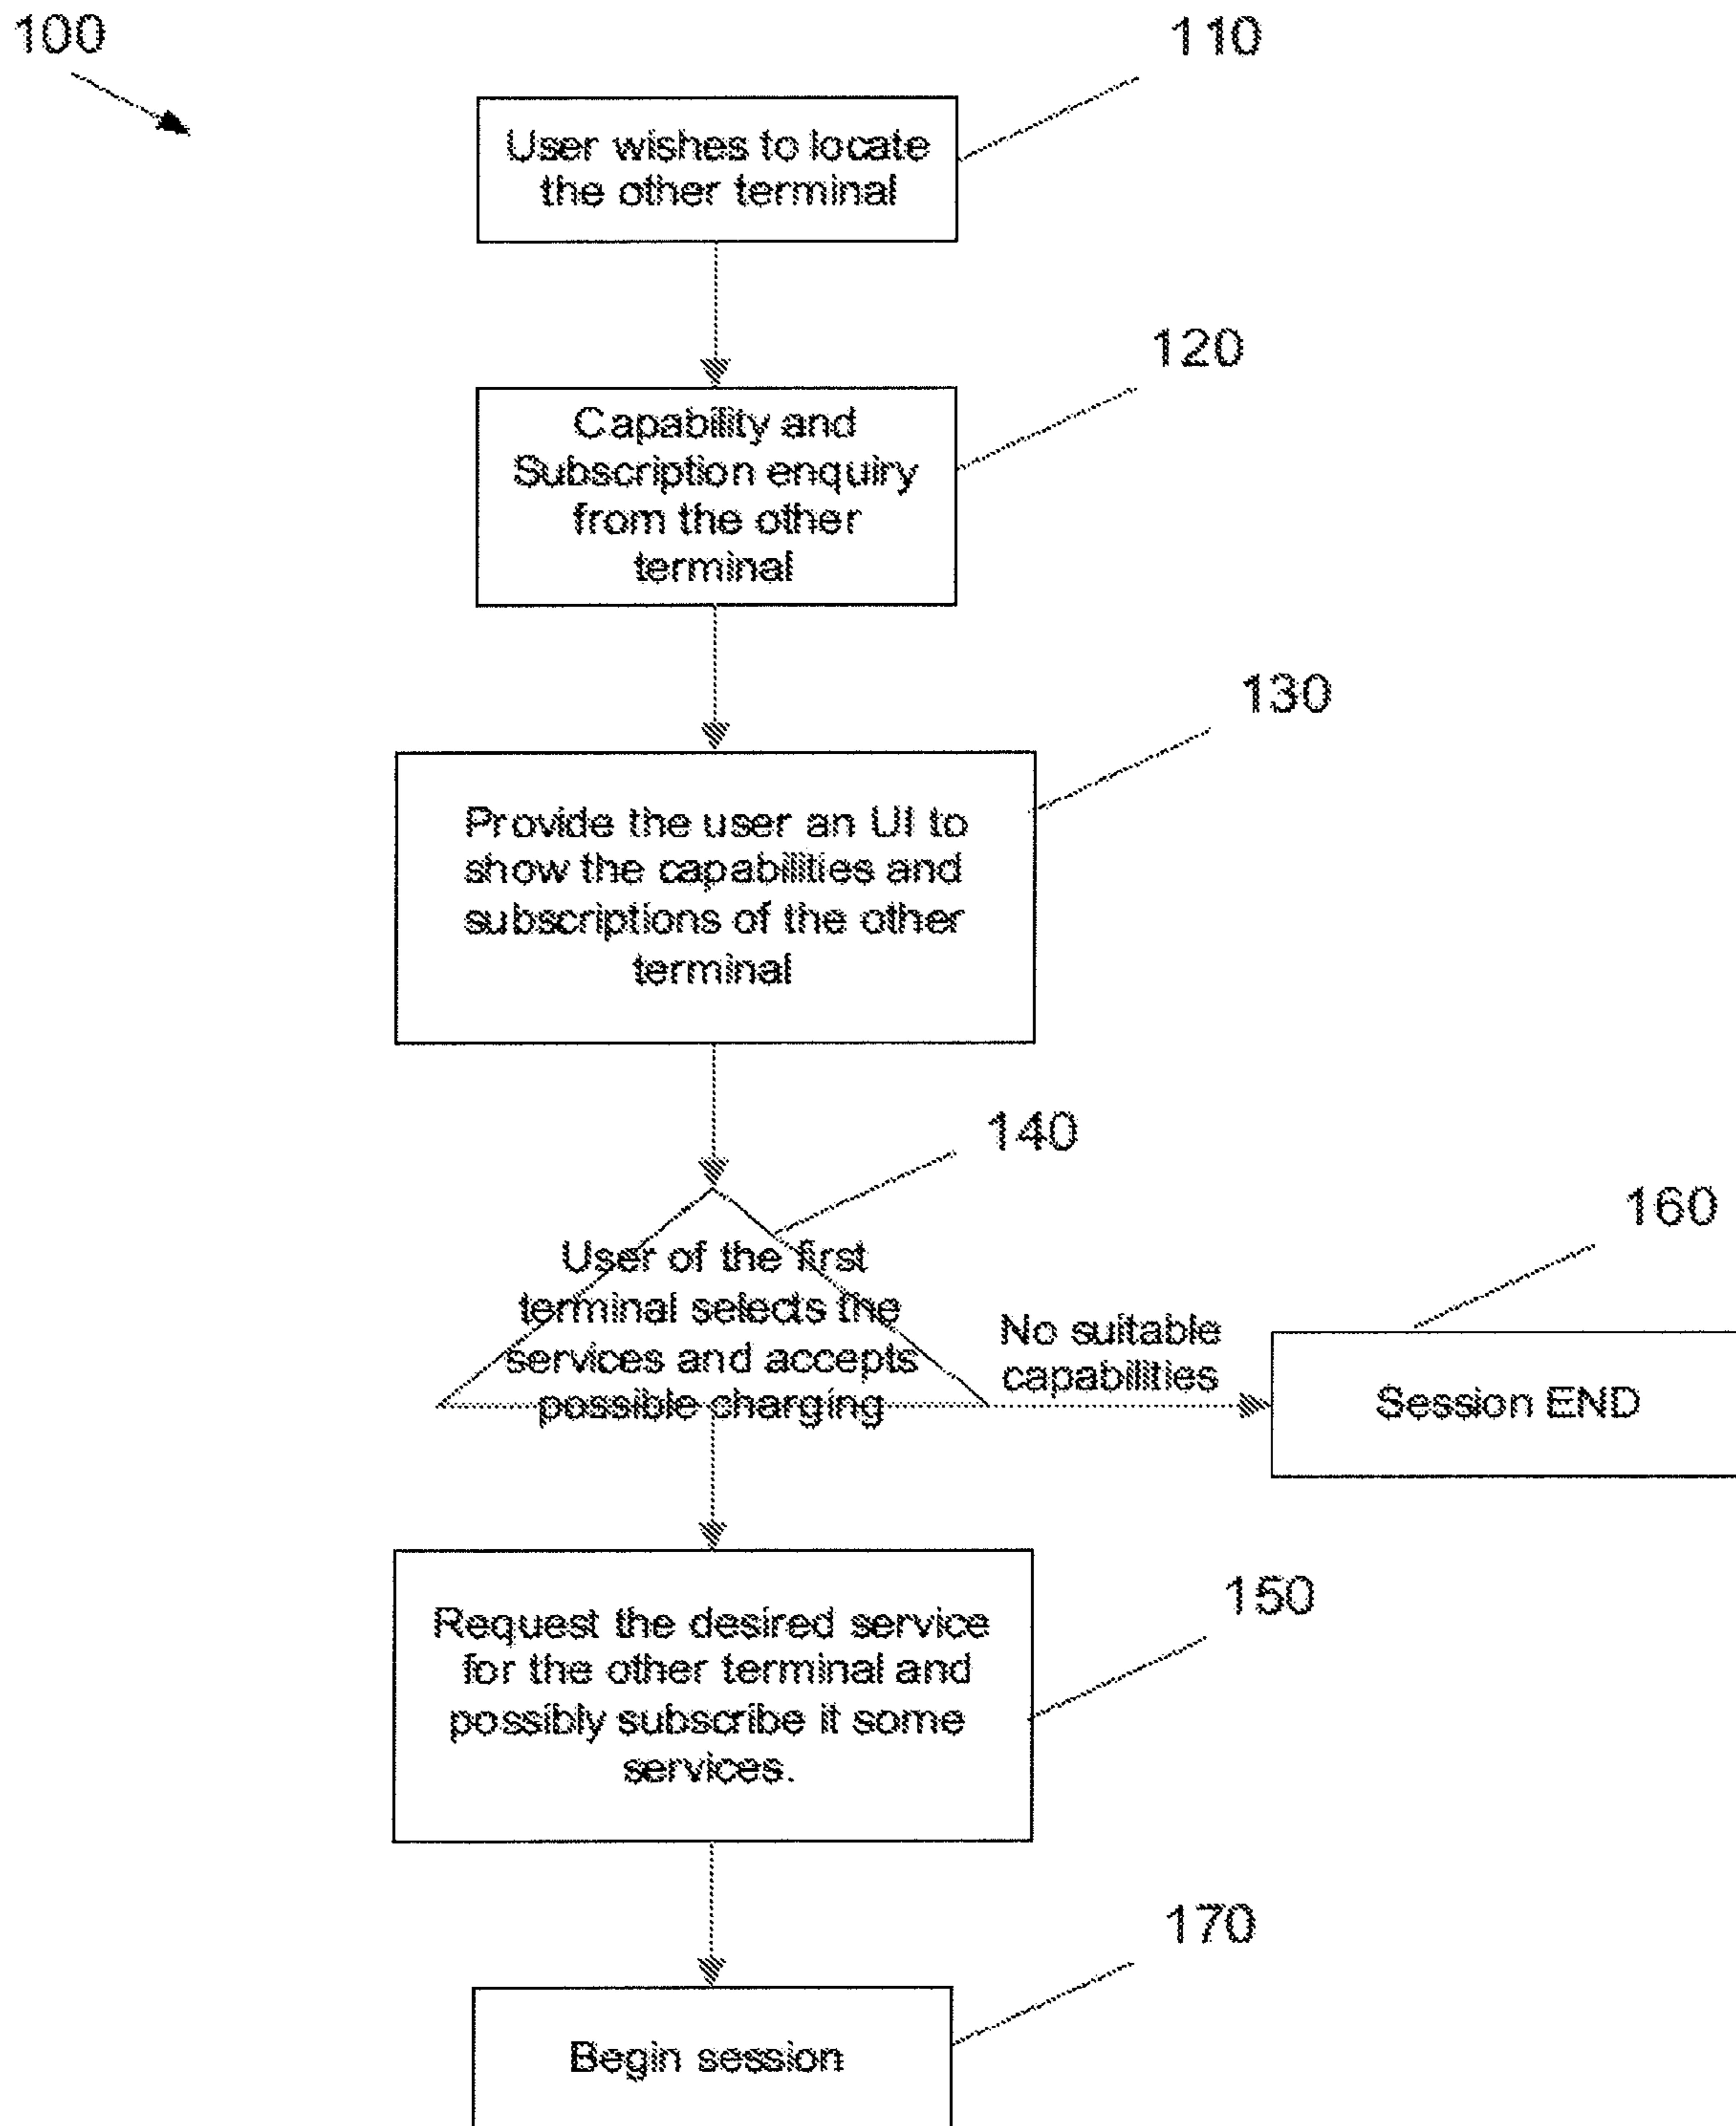 100
110
User wishes to locate
the other terminal
120
Capability and
Subscription enquiry
from the other
terminal
130
Provide the user an UI to
show the capabilities and
subscriptions of the other
terminal
140
User of the first
terminal selects the
services and accepts
possible charging
No suitable
capabilities
160
Session END
150
Request the desired service
for the other terminal and
possibly subscribe it some
services.
170
Begin session